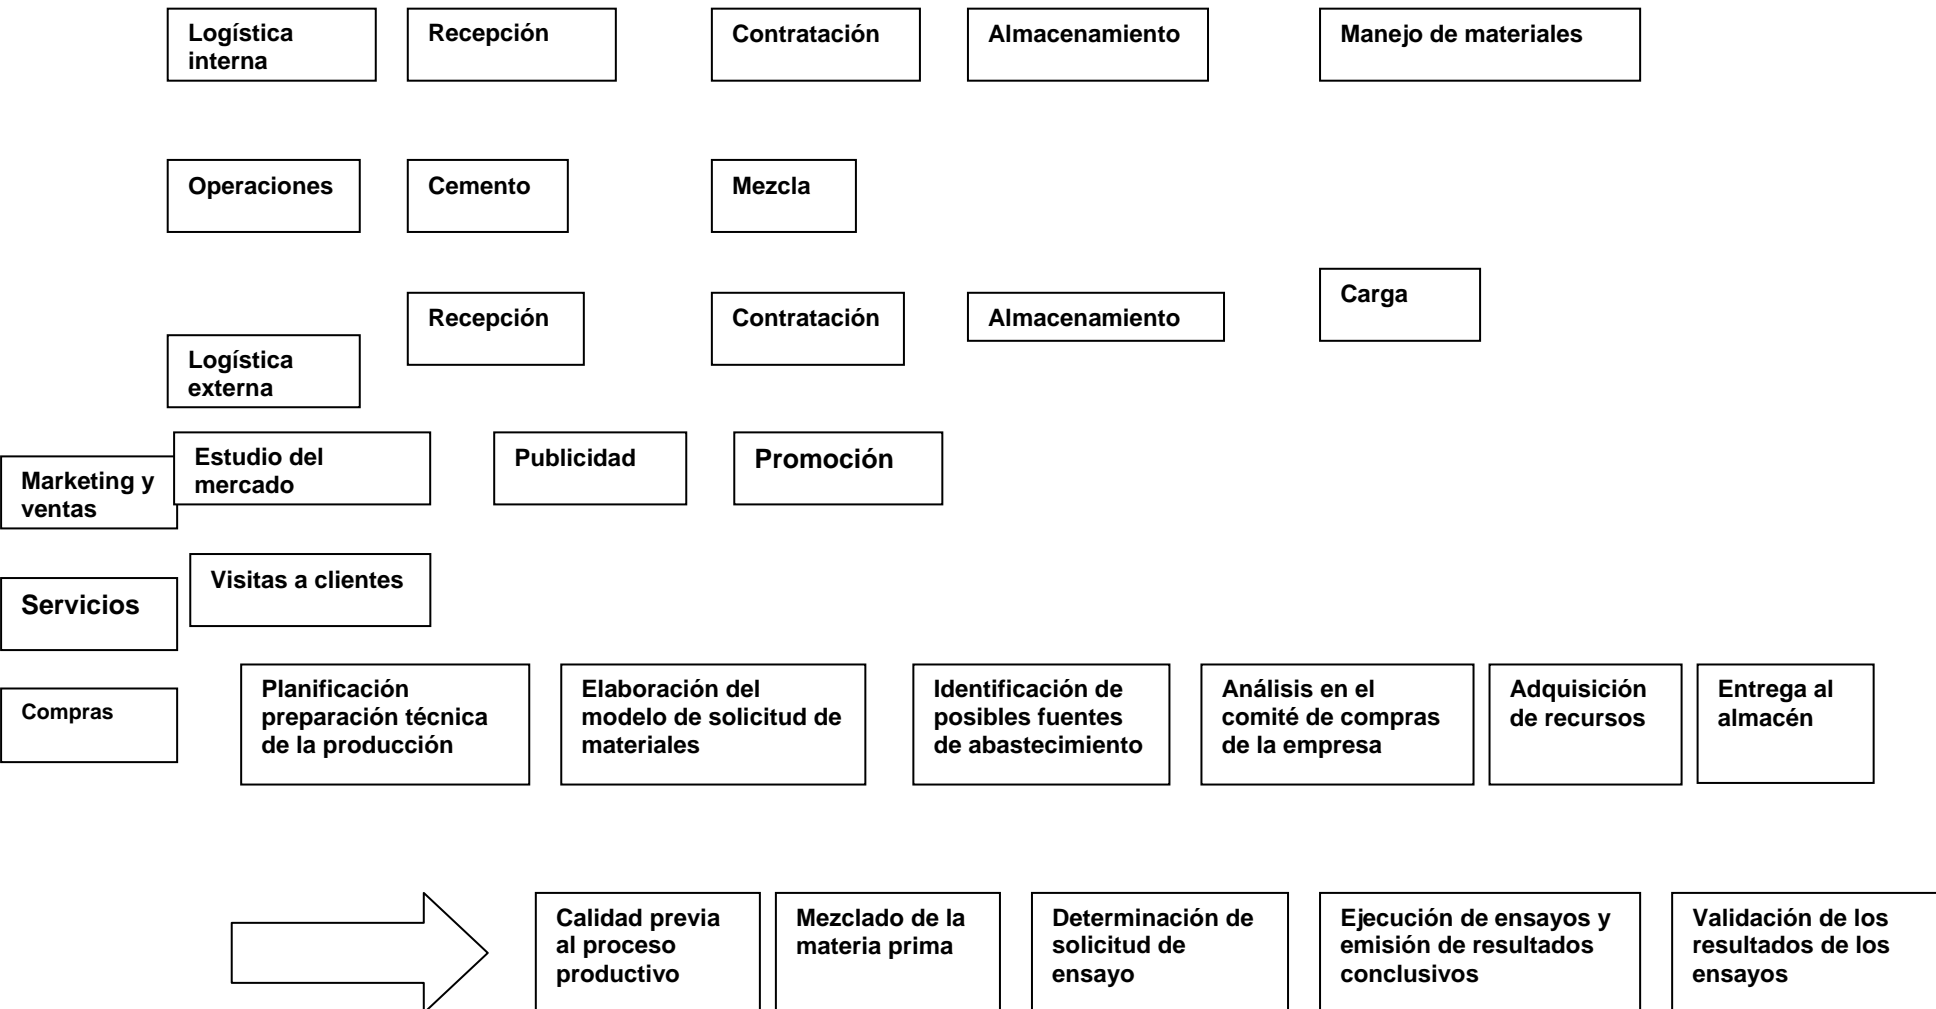 Logística
interna
Recepción
Contratación
Almacenamiento
Manejo de materiales
Operaciones
Cemento
Mezcla
Logística
externa
Recepción
Contratación
Almacenamiento
Carga
Marketing y
ventas
Estudio del
mercado
Publicidad
Promoción
Servicios
Visitas a clientes
Compras
Planificación
preparación técnica
de la producción
Elaboración del
modelo de solicitud de
materiales
Identificación de
posibles fuentes
de abastecimiento
Análisis en el
comité de compras
de la empresa
Adquisición
de recursos
Entrega al
almacén
Calidad previa
al proceso
productivo
Mezclado de la
materia prima
Determinación de
solicitud de
ensayo
Ejecución de ensayos y
emisión de resultados
conclusivos
Validación de los
resultados de los
ensayos